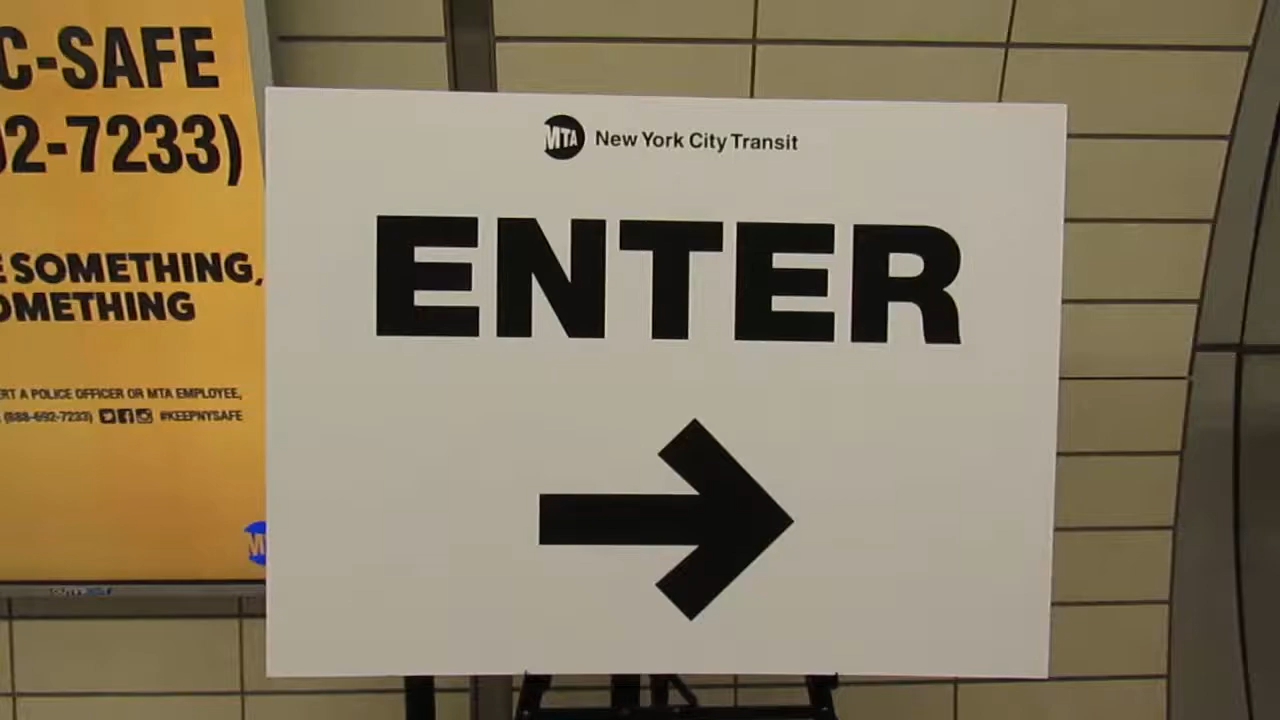 C-SAFE
92-7233)
E SOMETHING,
OMETHING
ERT A POLICE OFFICER OR MTA EMPLOYEE,
(888-692-7233) #KEEPNYSAFE
M
MTA New York City Transit
ENTER